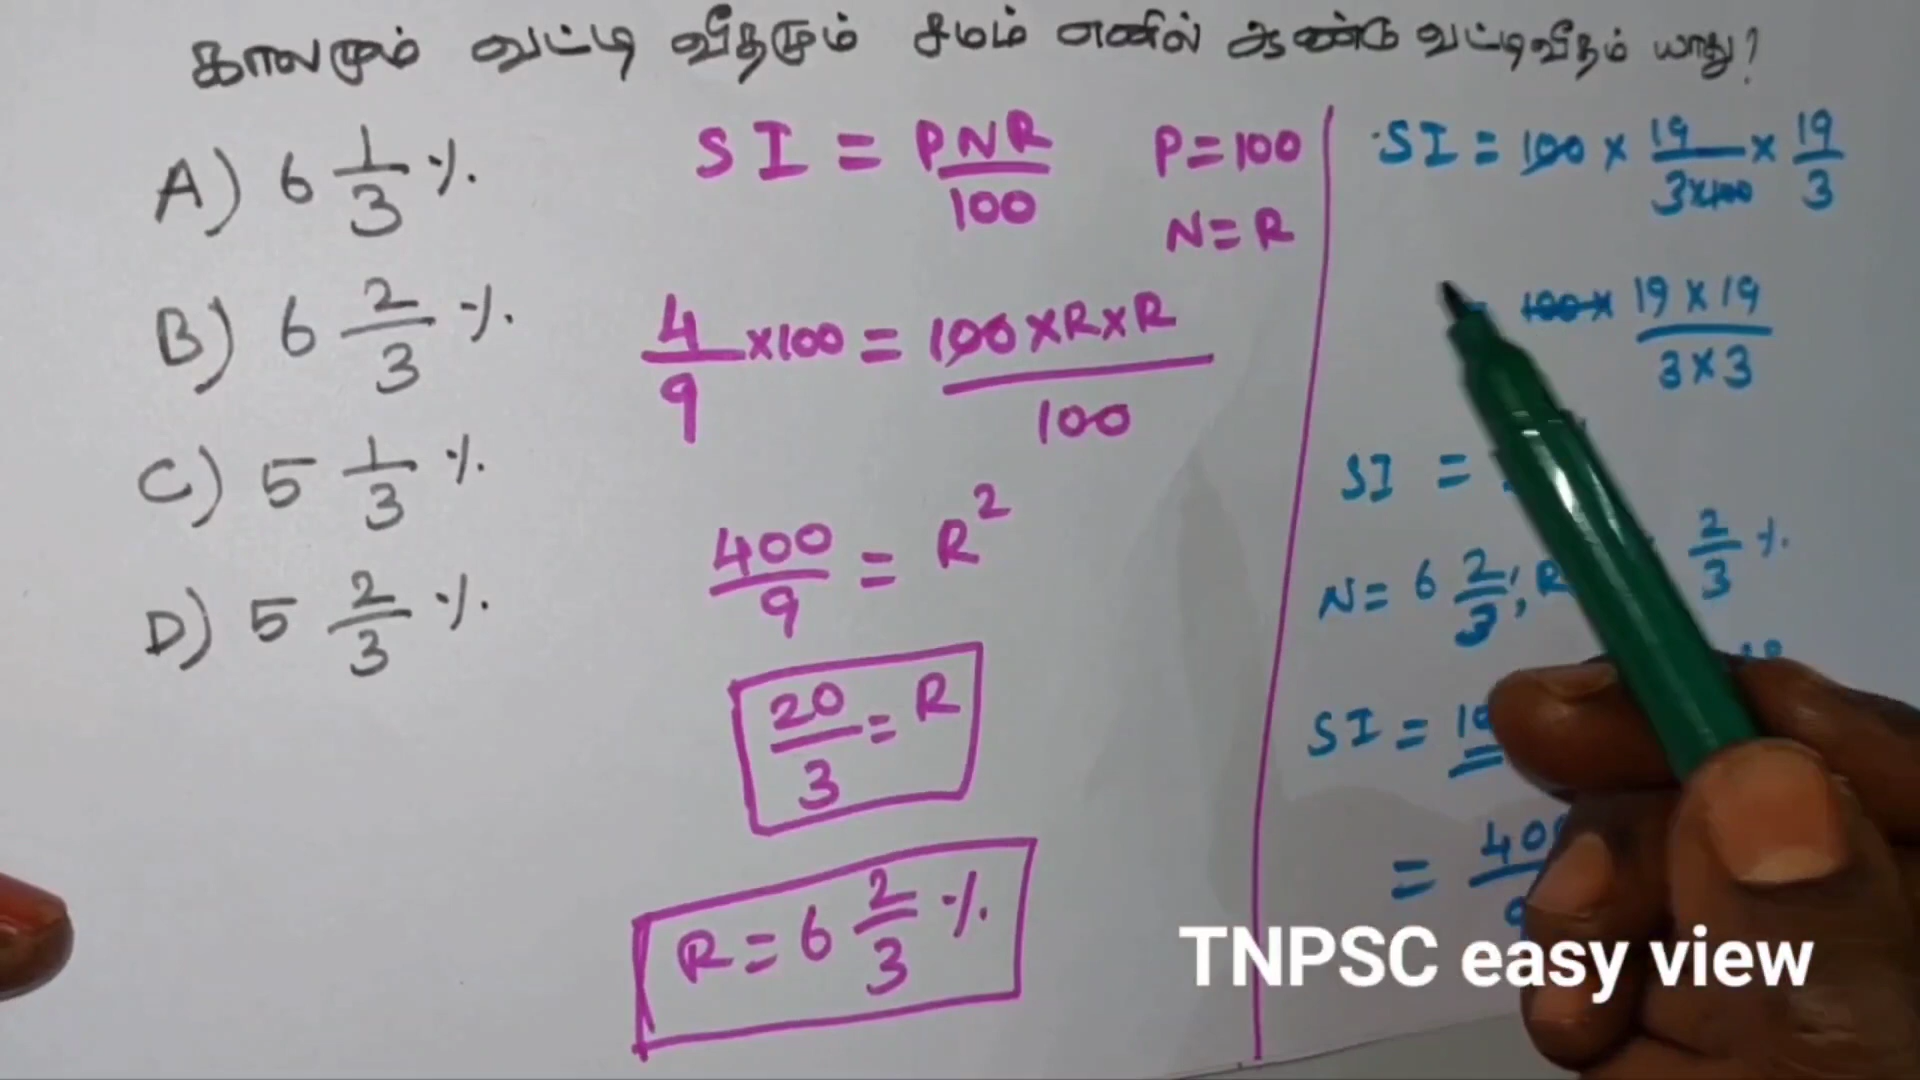 காலமும் வட்டி வீதமும் சமம் எனில் ஆண்டு வட்டிவீதம் யாது?
A) 6 1/3 %
B) 6 2/3 %
C) 5 1/3 %
D) 5 2/3 %
SI = PNR/100
P=100
N=R
4/9 ×100 = 100×R×R/100
400/9 = R²
20/3 = R
R = 6 2/3 %
SI = 100 × 19/3×100 × 19/3
= 100× 19×19/3×3
SI =
N= 6 2/3; R 2/3 %
SI =
=
TNPSC easy view